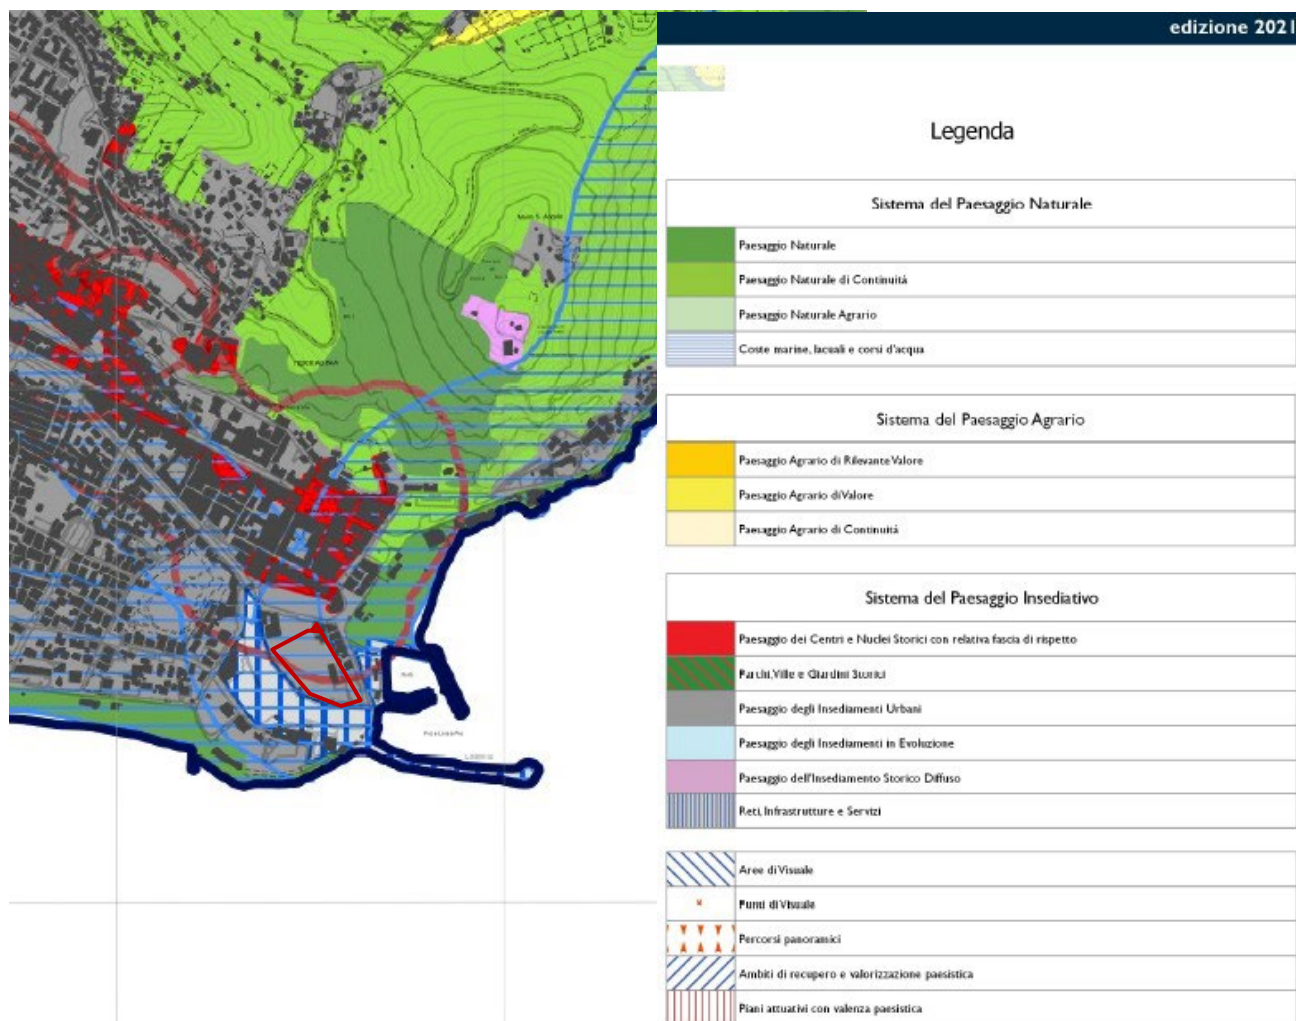 edizione 2021
Legenda
Sistema del Paesaggio Naturale
Paesaggio Naturale
Paesaggio Naturale di Continuità
Paesaggio Naturale Agrario
Coste marine, lacuali e corsi d'acqua
Sistema del Paesaggio Agrario
Paesaggio Agrario di Rilevante Valore
Paesaggio Agrario di Valore
Paesaggio Agrario di Continuità
Sistema del Paesaggio Insediativo
Paesaggio dei Centri e Nuclei Storici con relativa fascia di rispetto
Parchi, Ville e Giardini Storici
Paesaggio degli Insediamenti Urbani
Paesaggio degli Insediamenti in Evoluzione
Paesaggio dell'Insediamento Storico Diffuso
Reti, Infrastrutture e Servizi
Aree di Visuale
Punti di Visuale
Percorsi panoramici
Ambiti di recupero e valorizzazione paesistica
Piani attuativi con valenza paesistica